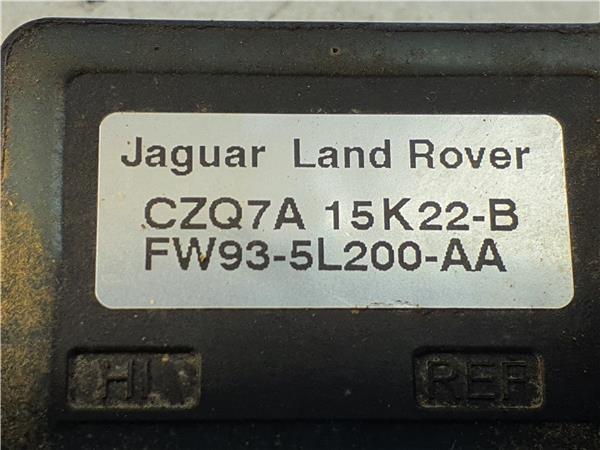 Jaguar Land Rover
CZQ7A 15K22-B
FW93-5L200-AA
HI REF